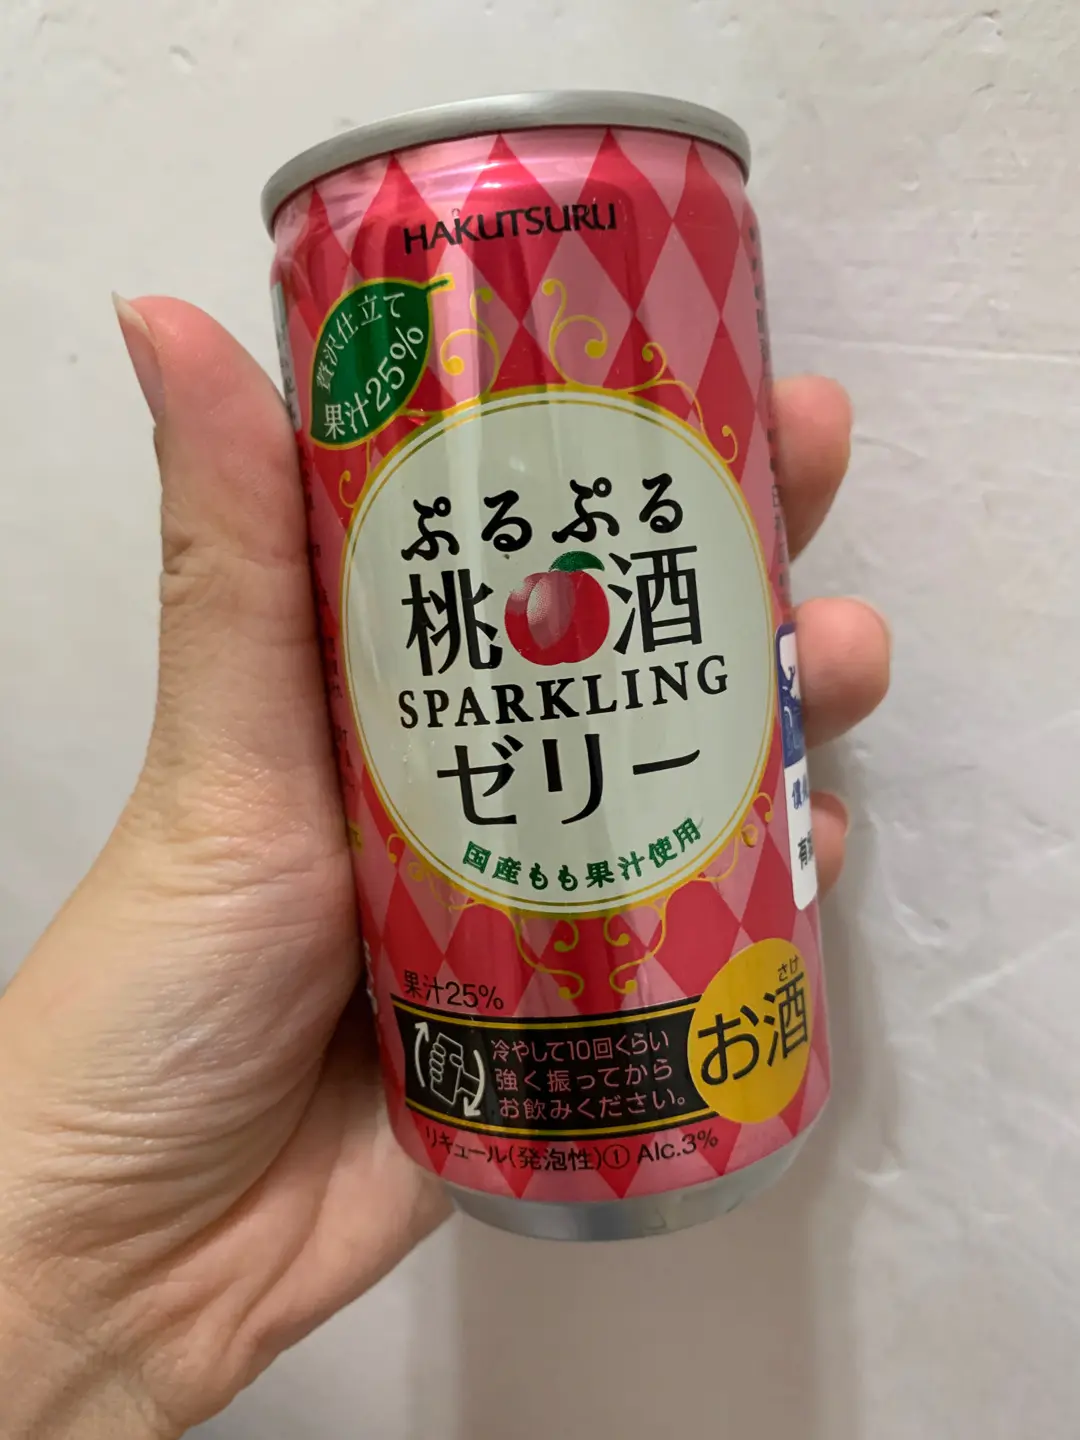 HAKUTSURU
贅沢仕立て
果汁25%
ぷるぷる
桃酒
SPARKLING
ゼリー
国産もも果汁使用
果汁25%
冷やして10回くらい
強く振ってから
お飲みください。
さけ
お酒
リキュール(発泡性)① Alc.3%